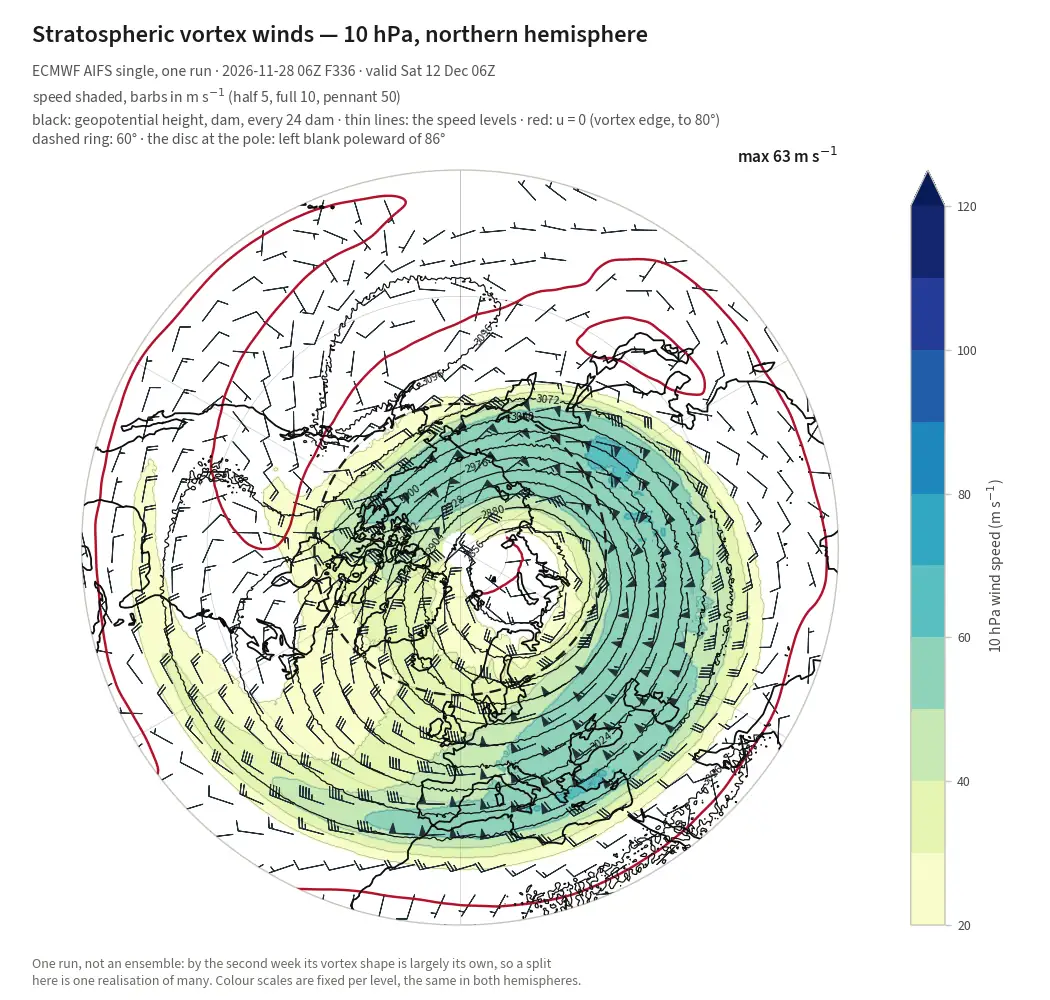 Stratospheric vortex winds — 10 hPa, northern hemisphere
ECMWF AIFS single, one run · 2026-11-28 06Z F336 · valid Sat 12 Dec 06Z
speed shaded, barbs in m s⁻¹ (half 5, full 10, pennant 50)
black: geopotential height, dam, every 24 dam · thin lines: the speed levels · red: u = 0 (vortex edge, to 80°)
dashed ring: 60° · the disc at the pole: left blank poleward of 86°
max 63 m s⁻¹
120
100
80
60
40
20
10 hPa wind speed (m s⁻¹)
3096
3096
3072
2976
2880
3024
One run, not an ensemble: by the second week its vortex shape is largely its own, so a split
here is one realisation of many. Colour scales are fixed per level, the same in both hemispheres.